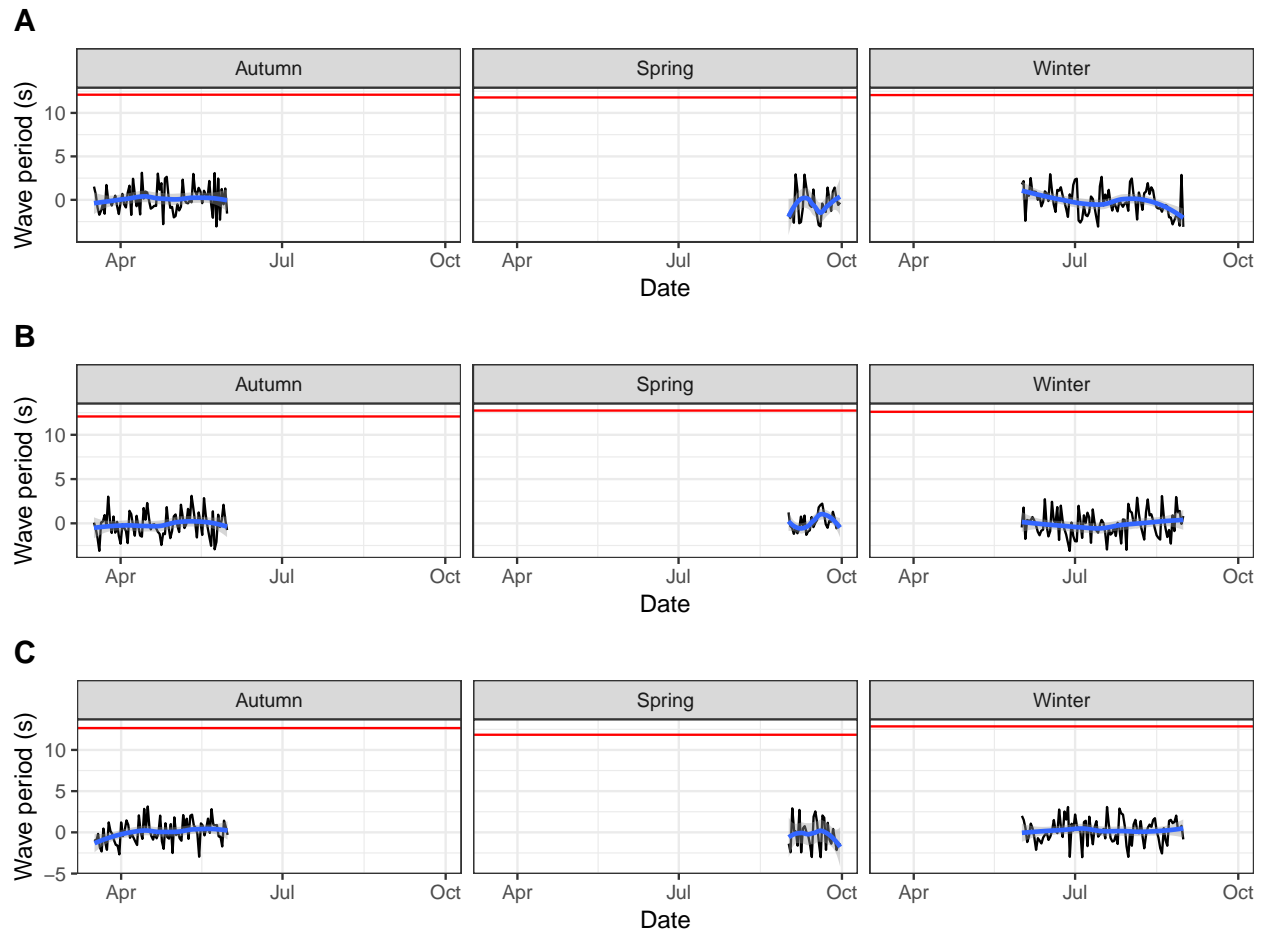 A
Autumn Spring Winter
Wave period (s)
10
5
0
Apr Jul Oct Apr Jul Oct Apr Jul Oct
Date
B
Autumn Spring Winter
Wave period (s)
10
5
0
Apr Jul Oct Apr Jul Oct Apr Jul Oct
Date
C
Autumn Spring Winter
Wave period (s)
10
5
0
−5
Apr Jul Oct Apr Jul Oct Apr Jul Oct
Date